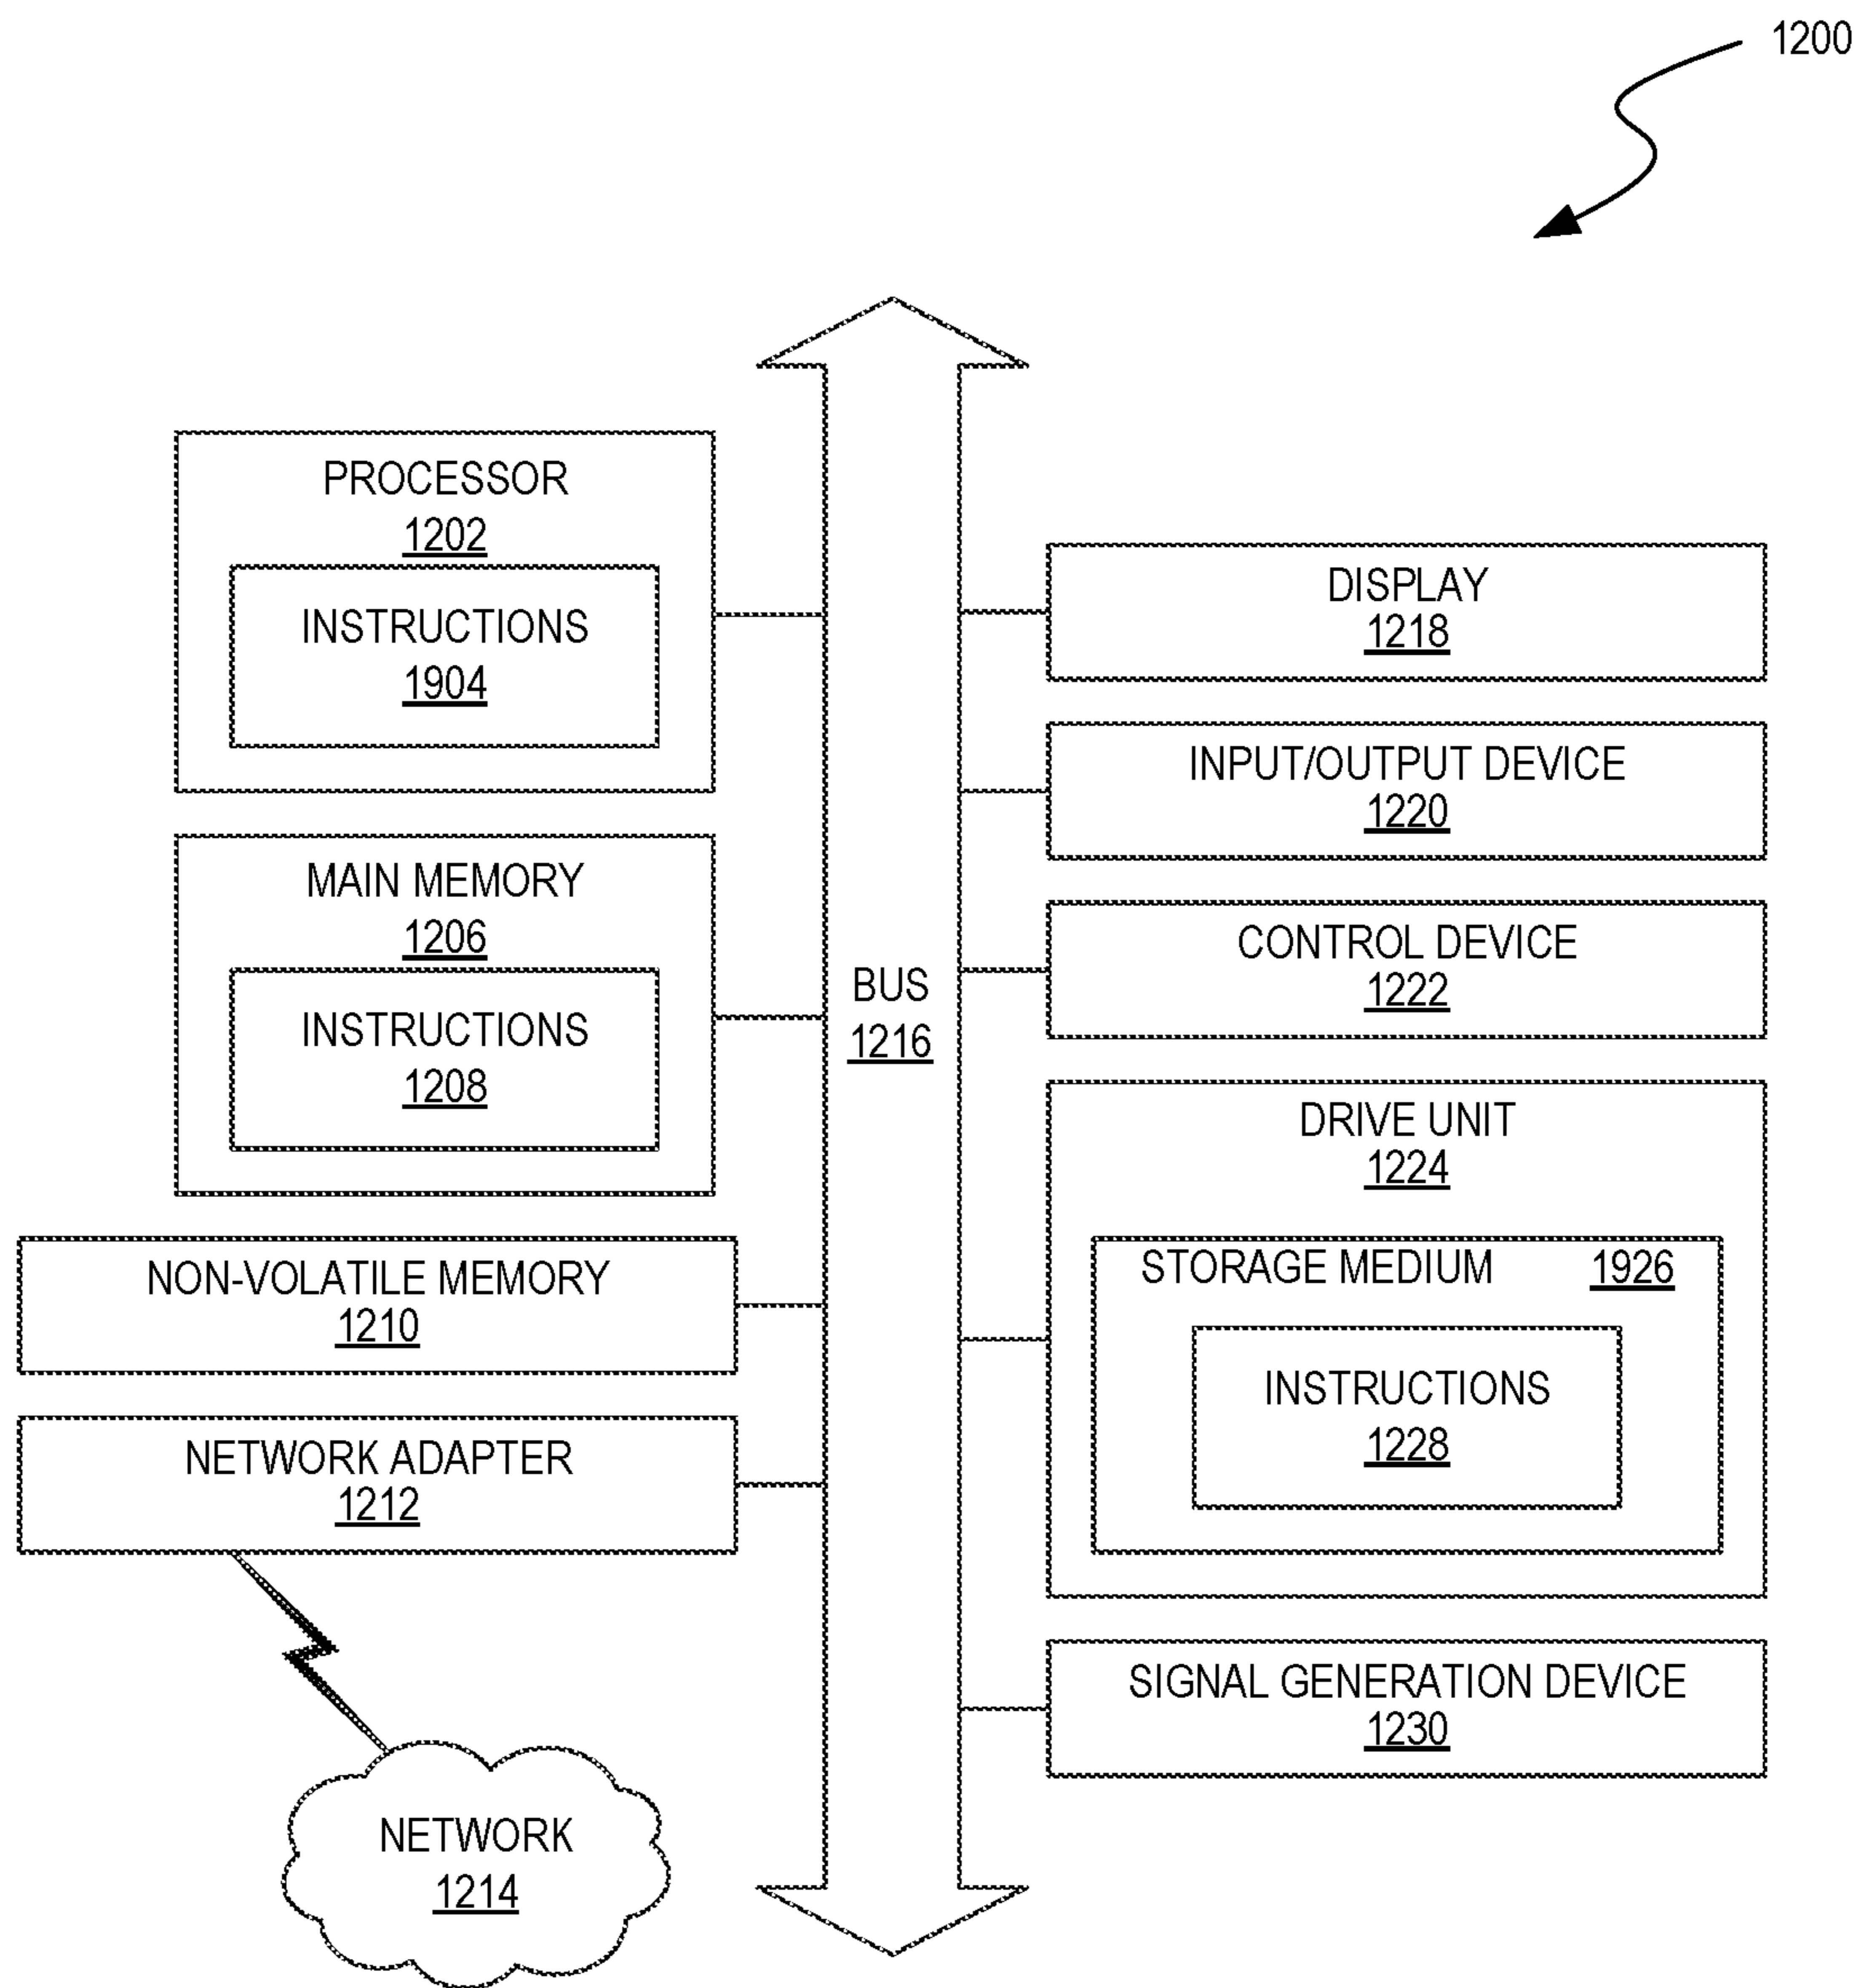 1200
PROCESSOR
1202
INSTRUCTIONS
1904
MAIN MEMORY
1206
INSTRUCTIONS
1208
NON-VOLATILE MEMORY
1210
NETWORK ADAPTER
1212
NETWORK
1214
BUS
1216
DISPLAY
1218
INPUT/OUTPUT DEVICE
1220
CONTROL DEVICE
1222
DRIVE UNIT
1224
STORAGE MEDIUM 1926
INSTRUCTIONS
1228
SIGNAL GENERATION DEVICE
1230